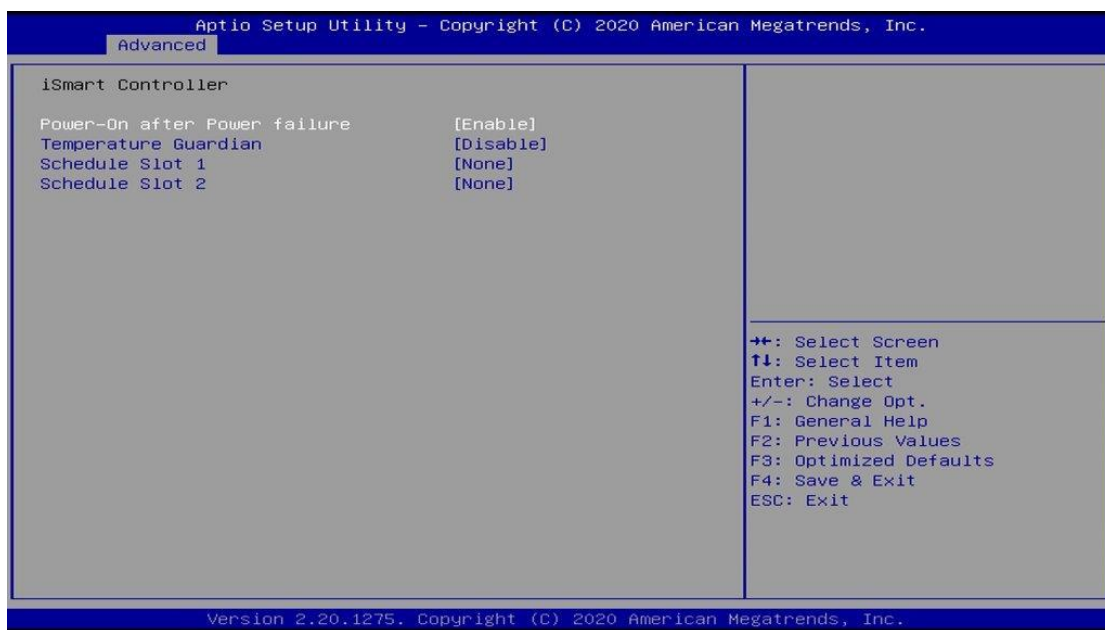 Aptio Setup Utility – Copyright (C) 2020 American Megatrends, Inc.
Advanced
iSmart Controller
Power-On after Power failure [Enable]
Temperature Guardian [Disable]
Schedule Slot 1 [None]
Schedule Slot 2 [None]
→←: Select Screen
↑↓: Select Item
Enter: Select
+/-: Change Opt.
F1: General Help
F2: Previous Values
F3: Optimized Defaults
F4: Save & Exit
ESC: Exit
Version 2.20.1275. Copyright (C) 2020 American Megatrends, Inc.